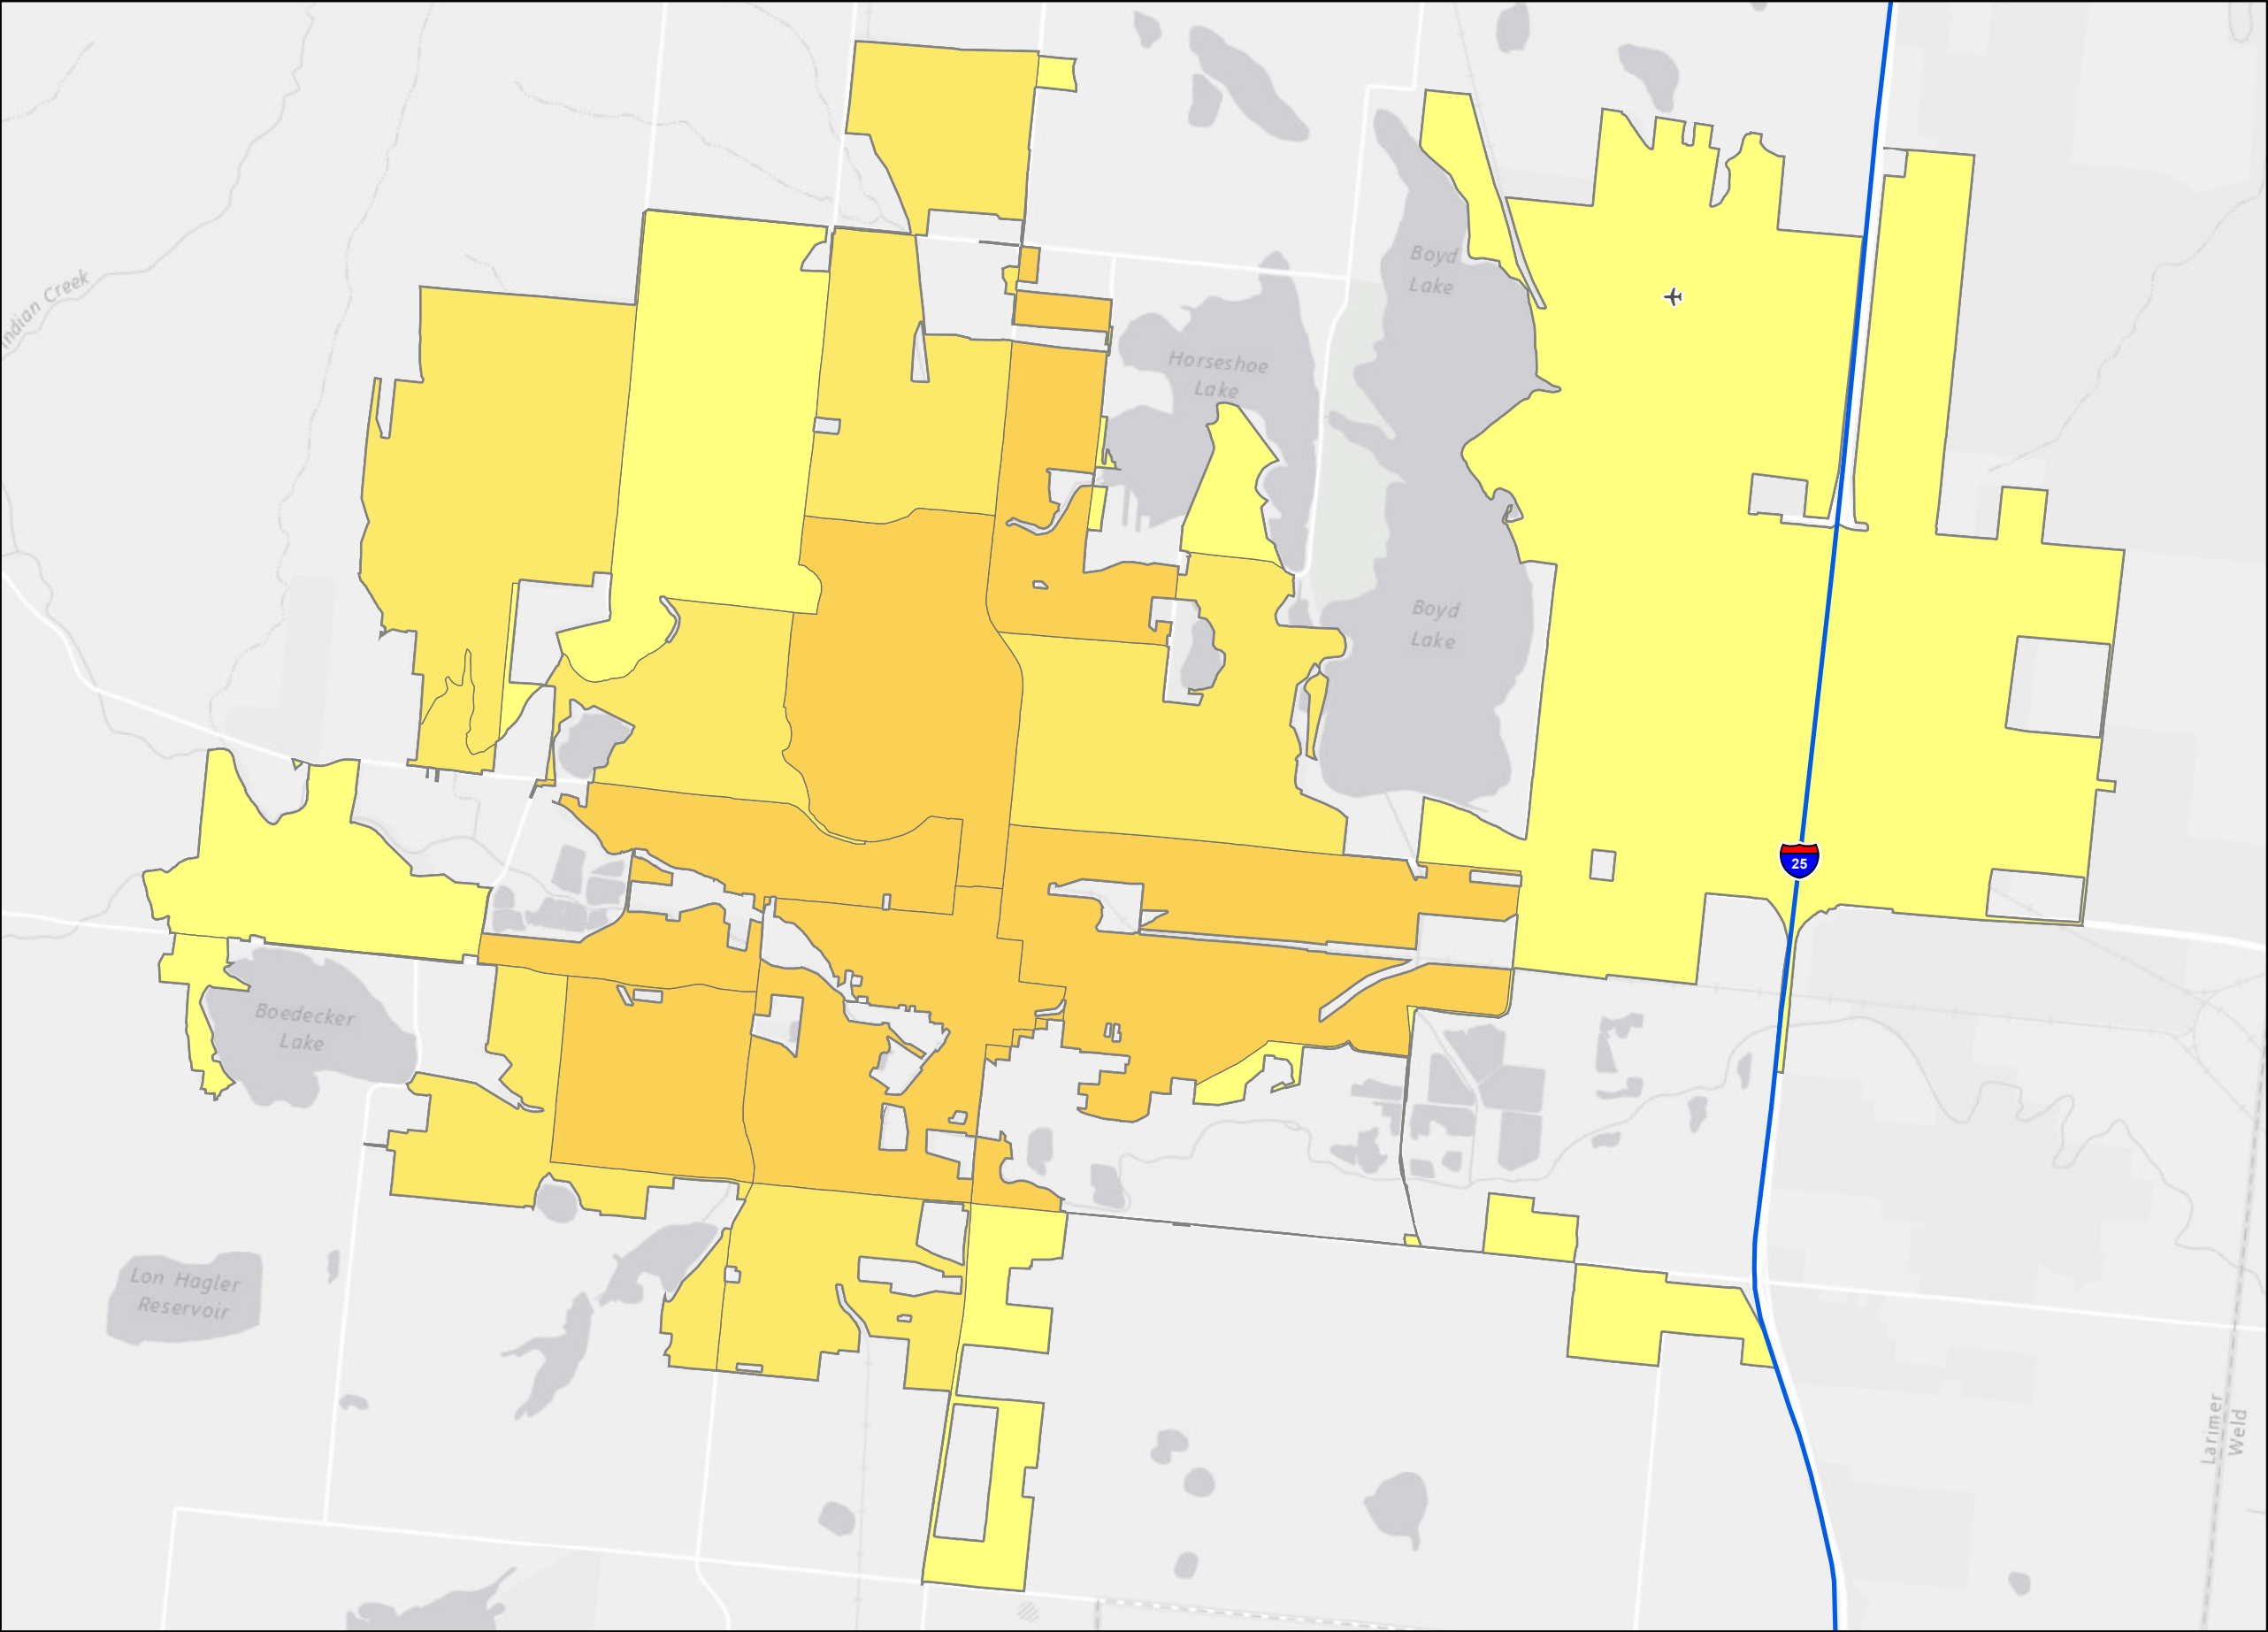 Indian Creek
Boyd
Lake
Horseshoe
Lake
Boyd
Lake
25
Boedecker
Lake
Lon Hagler
Reservoir
Larimer
Weld